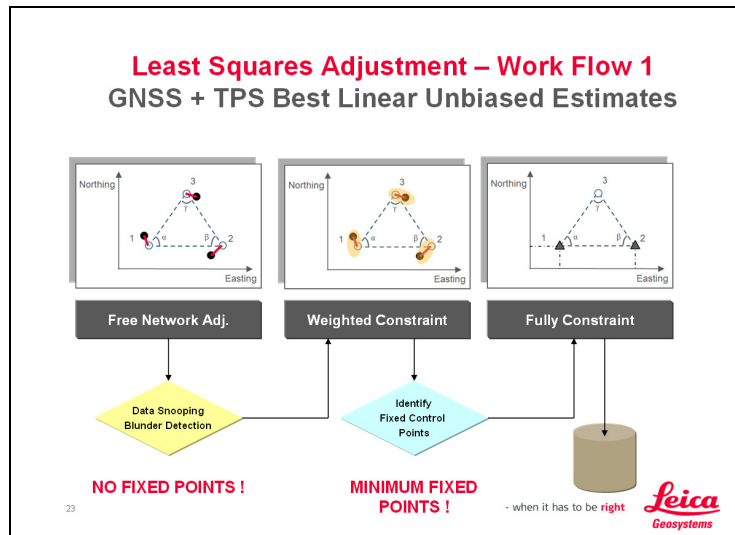 Least Squares Adjustment – Work Flow 1
GNSS + TPS Best Linear Unbiased Estimates
Northing
3
γ
1
α
β
2
Easting
Northing
3
γ
1
α
β
2
Easting
Northing
3
γ
1
α
β
2
Easting
Free Network Adj.
Weighted Constraint
Fully Constraint
Data Snooping
Blunder Detection
Identify
Fixed Control
Points
NO FIXED POINTS !
MINIMUM FIXED
POINTS !
23
- when it has to be right
Leica
Geosystems